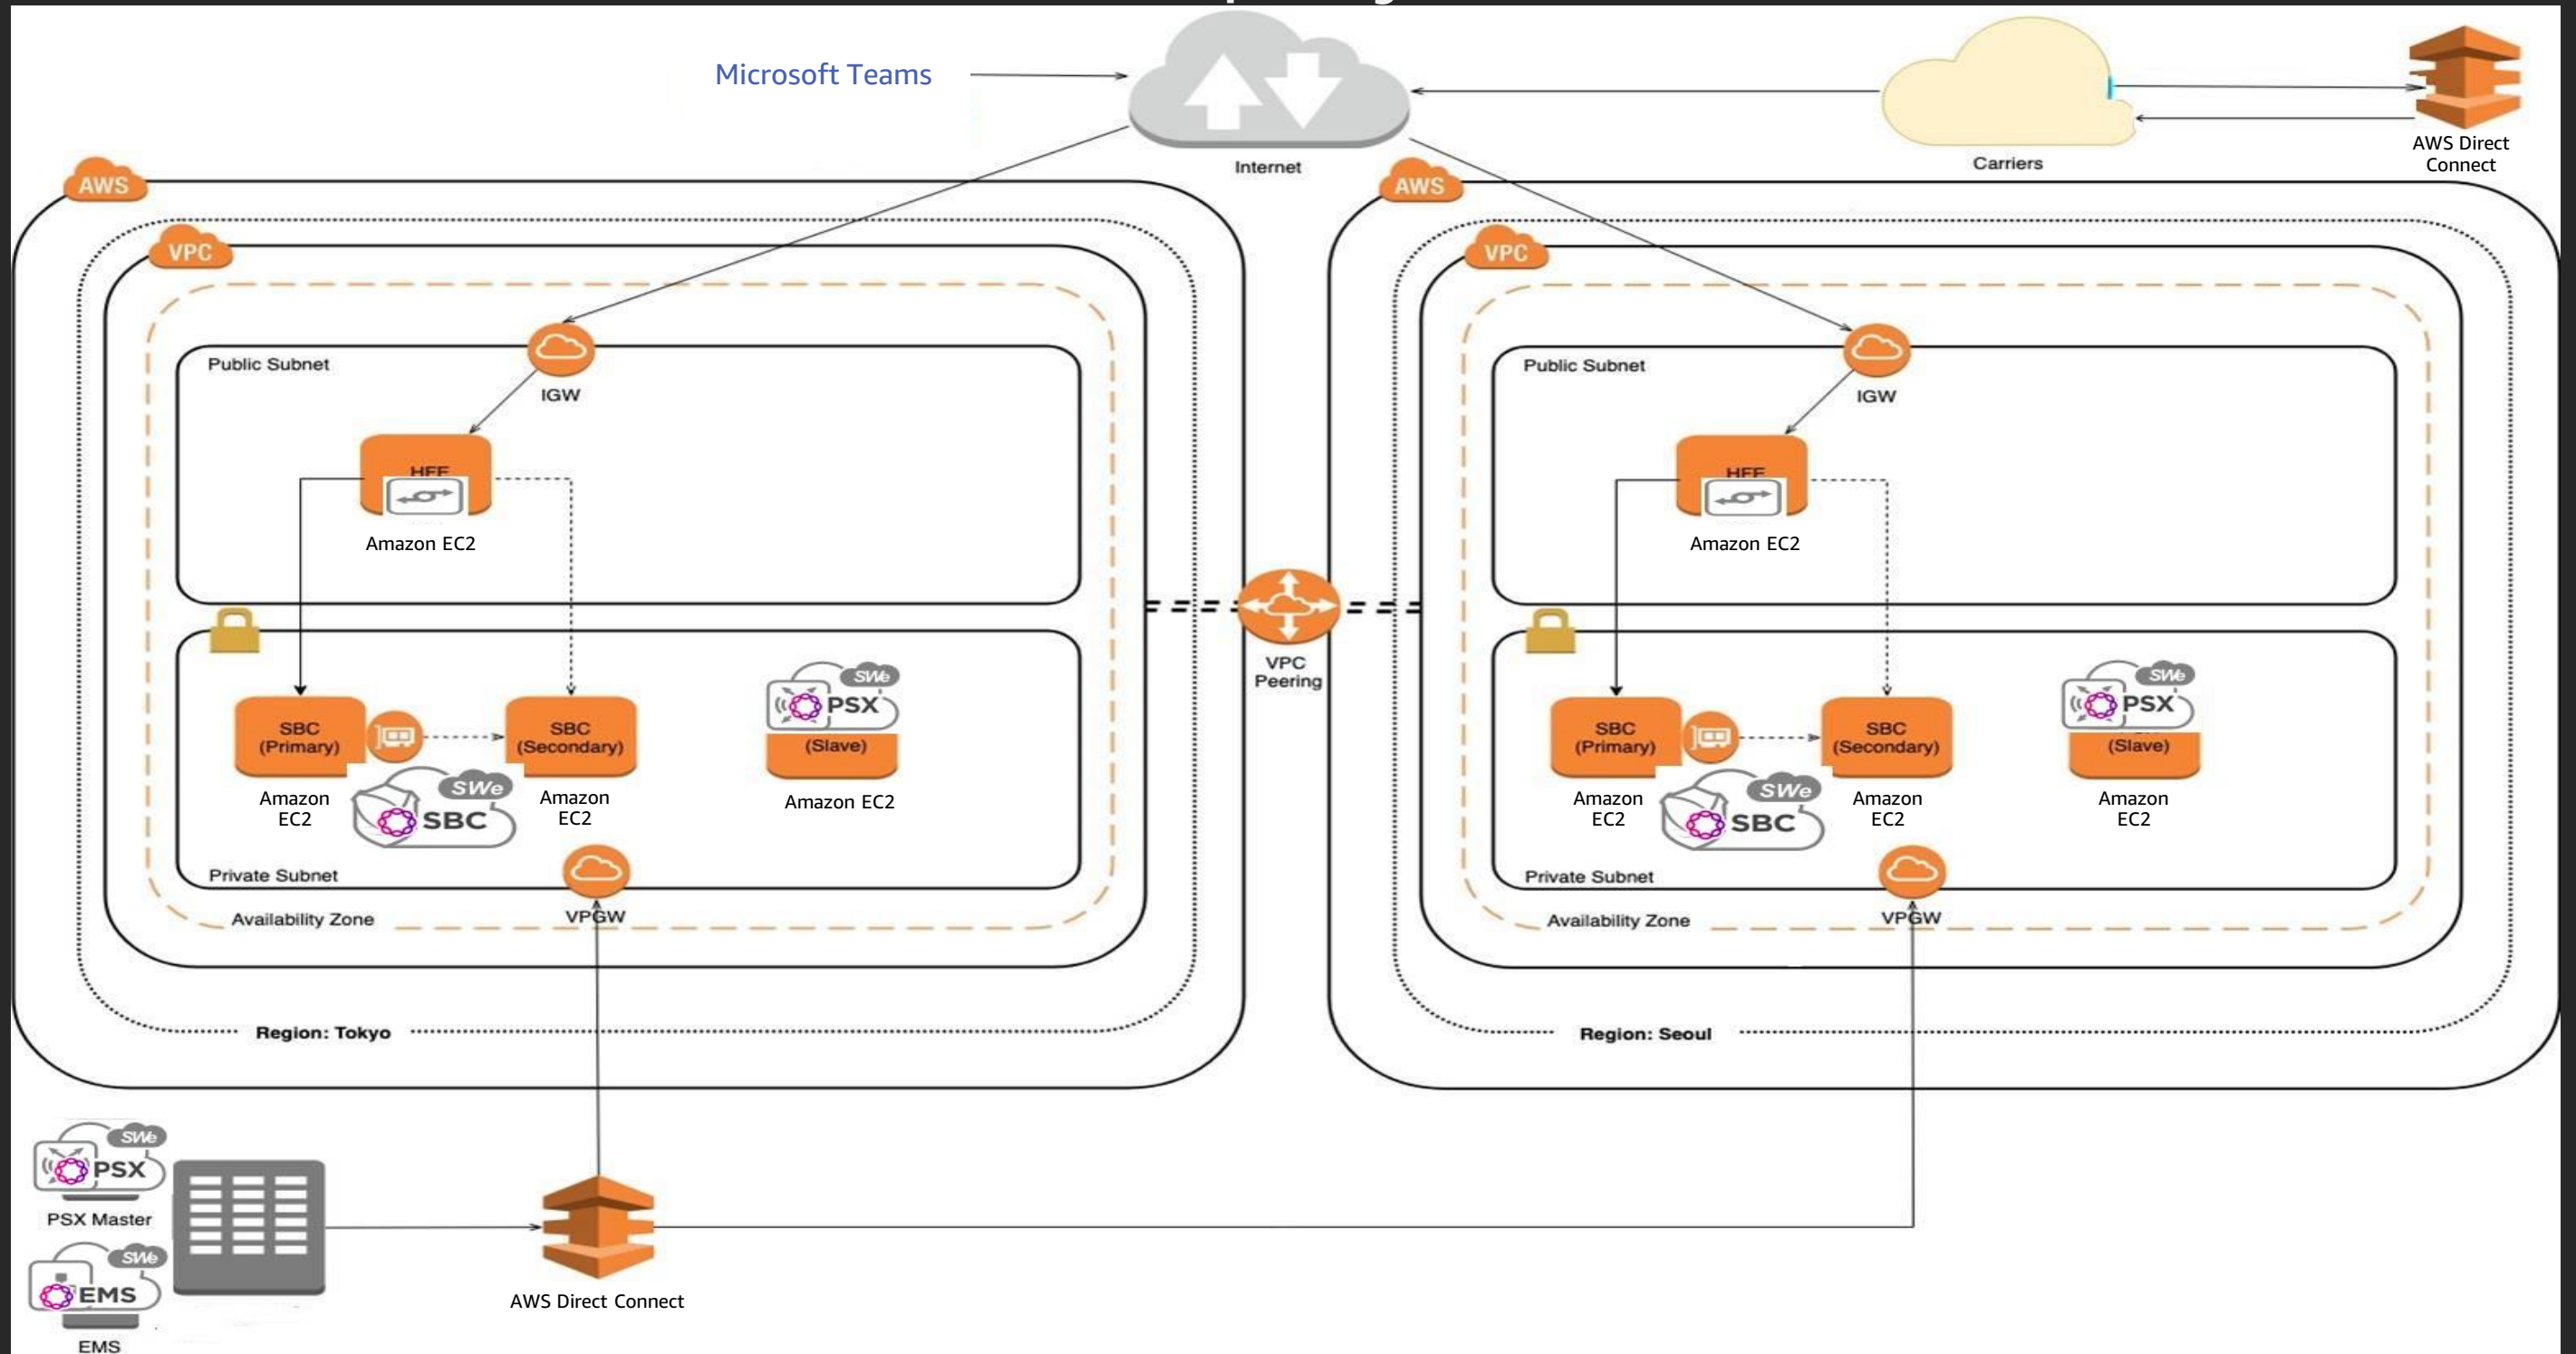 Microsoft Teams
Internet
Carriers
AWS Direct
Connect
AWS
VPC
Public Subnet
IGW
HFE
Amazon EC2
SBC
(Primary)
SBC
(Secondary)
SWe
PSX
(Slave)
Amazon
EC2
SWe
SBC
Amazon
EC2
Amazon EC2
Private Subnet
VPGW
Availability Zone
Region: Tokyo
VPC
Peering
AWS
VPC
Public Subnet
IGW
HFE
Amazon EC2
SBC
(Primary)
SBC
(Secondary)
SWe
PSX
(Slave)
Amazon
EC2
SWe
SBC
Amazon
EC2
Amazon
EC2
Private Subnet
VPGW
Availability Zone
Region: Seoul
SWe
PSX
PSX Master
SWe
EMS
EMS
AWS Direct Connect